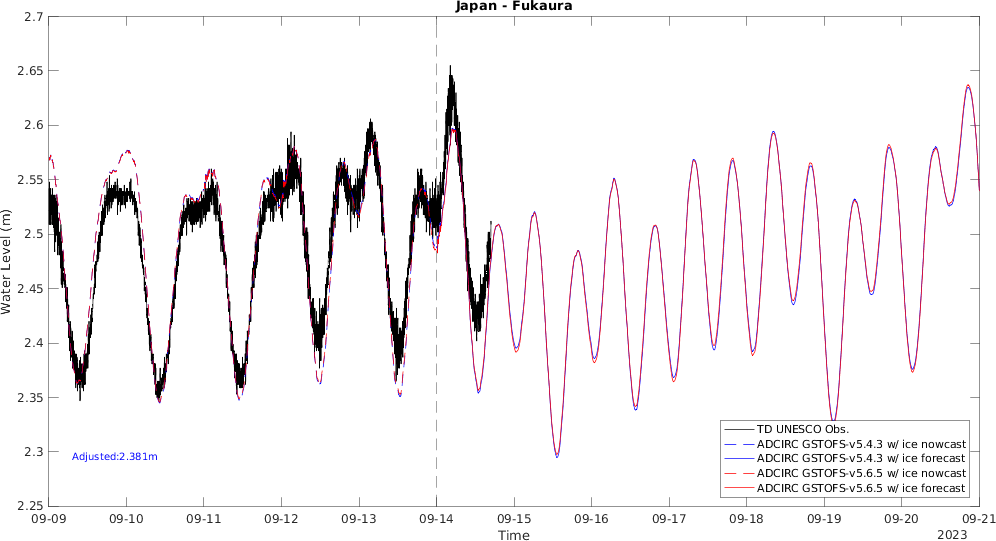 Japan - Fukaura
2.7
2.65
2.6
2.55
2.5
2.45
2.4
2.35
2.3
2.25
Water Level (m)
Adjusted:2.381m
TD UNESCO Obs.
ADCIRC GSTOFS-v5.4.3 w/ ice nowcast
ADCIRC GSTOFS-v5.4.3 w/ ice forecast
ADCIRC GSTOFS-v5.6.5 w/ ice nowcast
ADCIRC GSTOFS-v5.6.5 w/ ice forecast
09-09 09-10 09-11 09-12 09-13 09-14 09-15 09-16 09-17 09-18 09-19 09-20 09-21
Time
2023